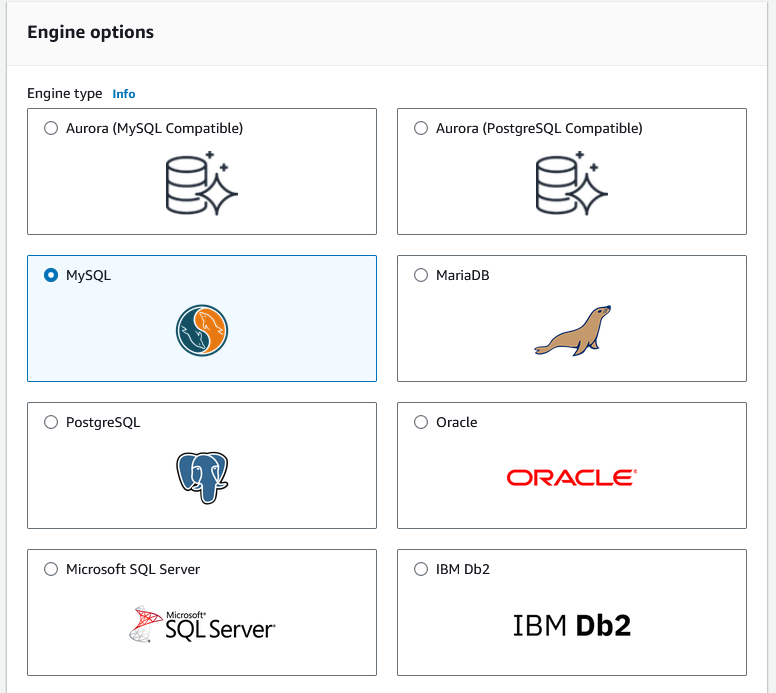 Engine options
Engine type Info
Aurora (MySQL Compatible)
Aurora (PostgreSQL Compatible)
MySQL
MariaDB
PostgreSQL
Oracle
ORACLE®
Microsoft SQL Server
Microsoft®
SQL Server®
IBM Db2
IBM Db2